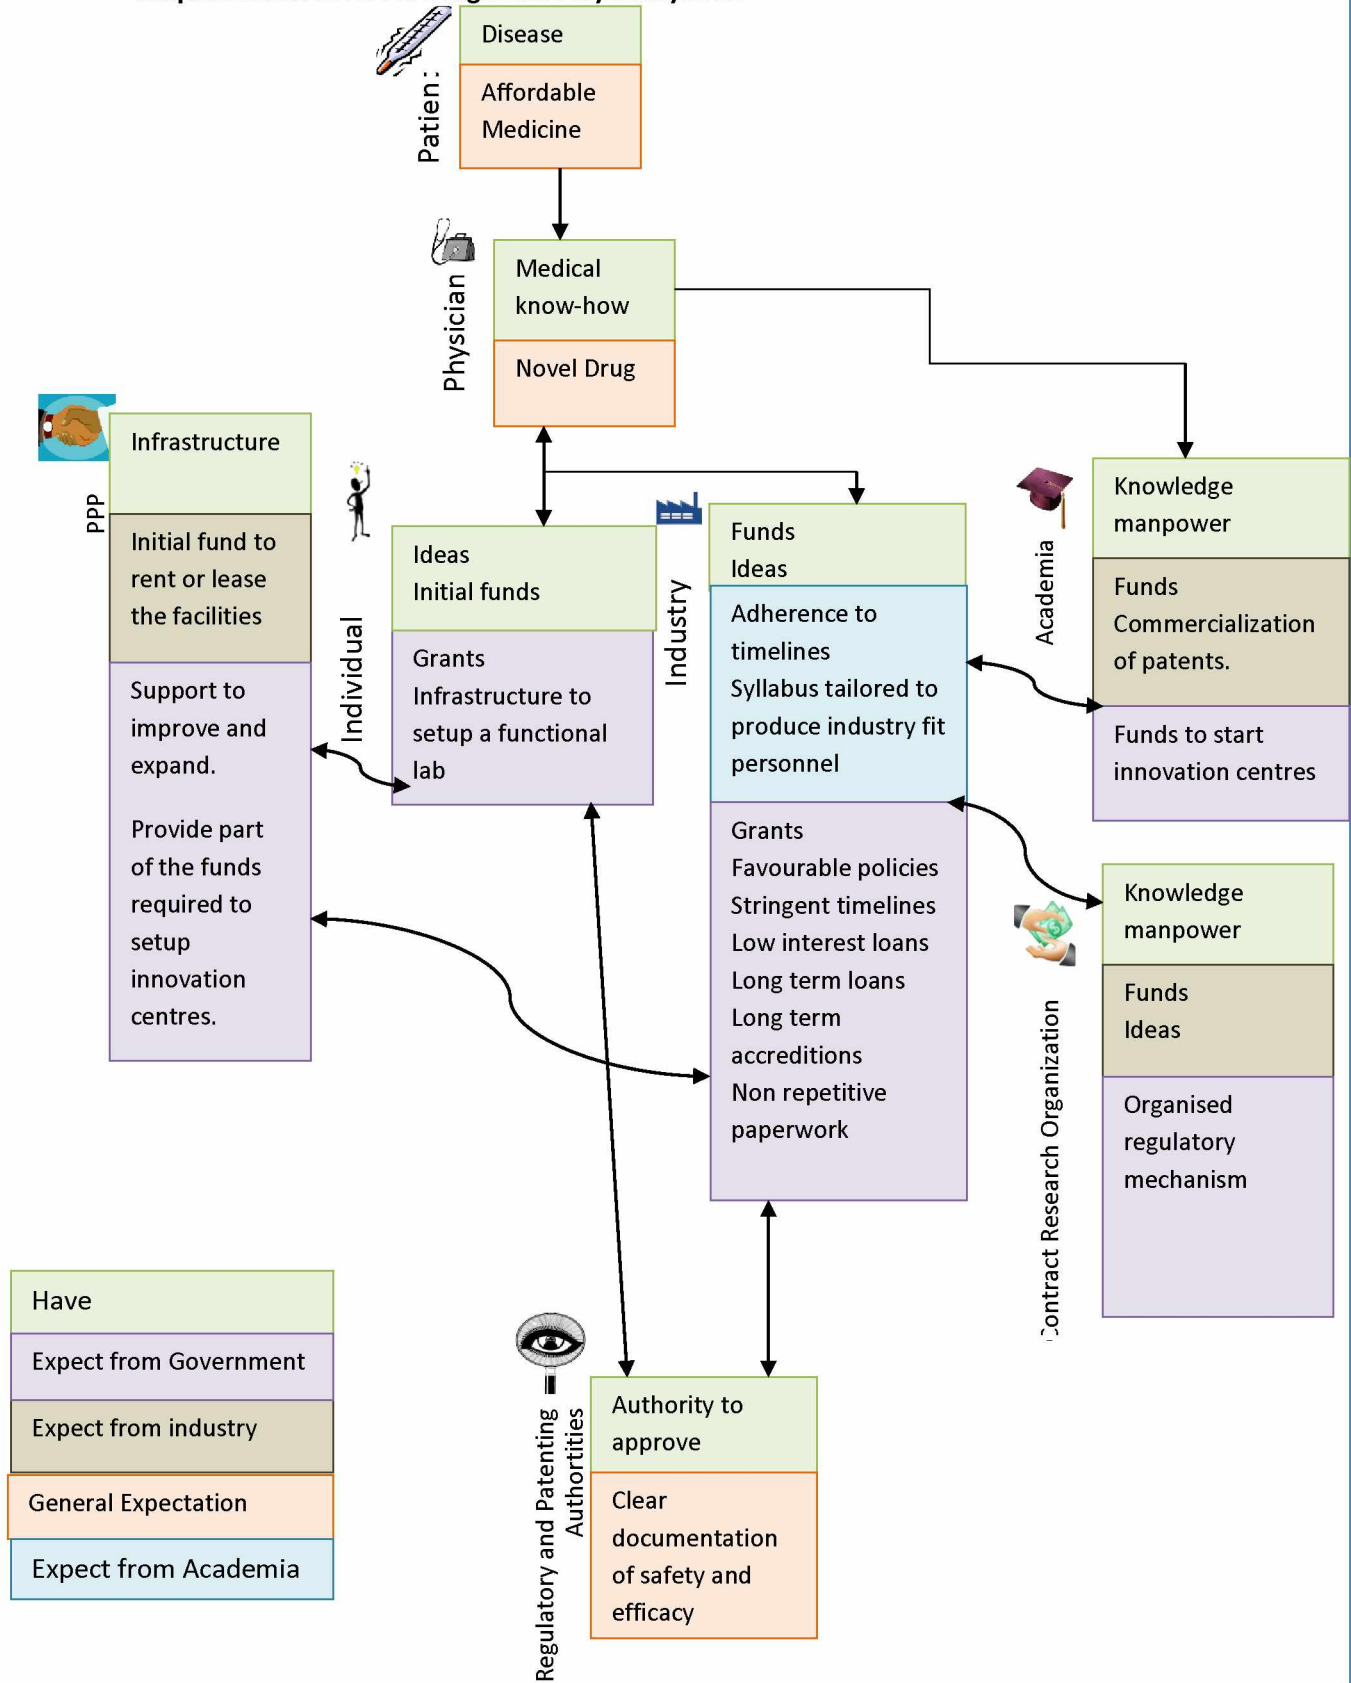 Disease
Affordable
Medicine
Patien:
Medical
know-how
Novel Drug
Physician
Infrastructure
Initial fund to
rent or lease
the facilities
Support to
improve and
expand.
Provide part
of the funds
required to
setup
innovation
centres.
PPP
Ideas
Initial funds
Grants
Infrastructure to
setup a functional
lab
Individual
Funds
Ideas
Adherence to
timelines
Syllabus tailored to
produce industry fit
personnel
Grants
Favourable policies
Stringent timelines
Low interest loans
Long term loans
Long term
accreditions
Non repetitive
paperwork
Industry
Knowledge
manpower
Funds
Commercialization
of patents.
Funds to start
innovation centres
Academia
Knowledge
manpower
Funds
Ideas
Organised
regulatory
mechanism
Contract Research Organization
Have
Expect from Government
Expect from industry
General Expectation
Expect from Academia
Authority to
approve
Clear
documentation
of safety and
efficacy
Regulatory and Patenting
Authortities